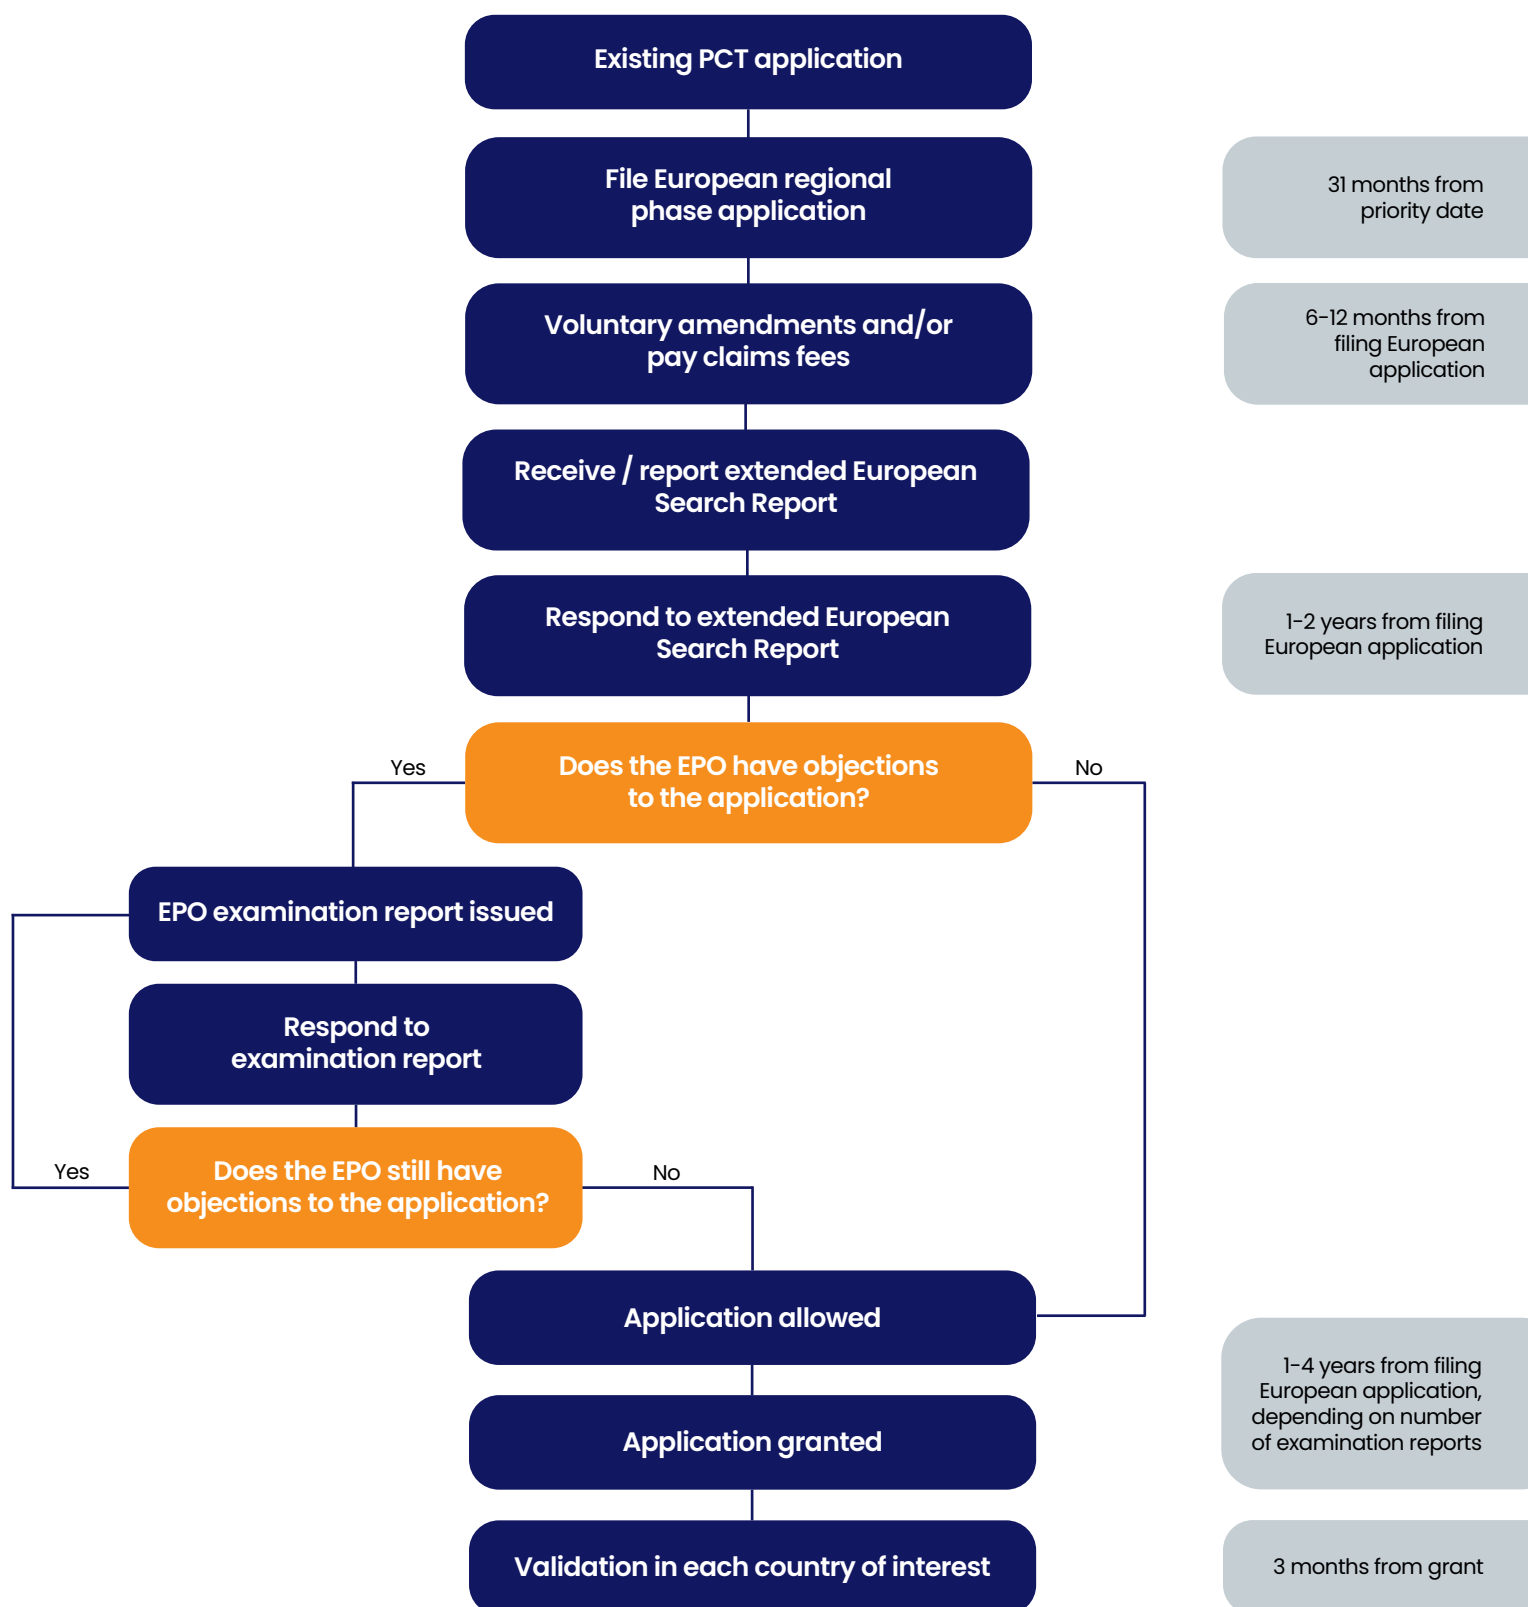 Existing PCT application
File European regional
phase application
31 months from
priority date
Voluntary amendments and/or
pay claims fees
6-12 months from
filing European
application
Receive / report extended European
Search Report
Respond to extended European
Search Report
1-2 years from filing
European application
Does the EPO have objections
to the application?
Yes
No
EPO examination report issued
Respond to
examination report
Does the EPO still have
objections to the application?
Yes
No
Application allowed
1-4 years from filing
European application,
depending on number
of examination reports
Application granted
Validation in each country of interest
3 months from grant